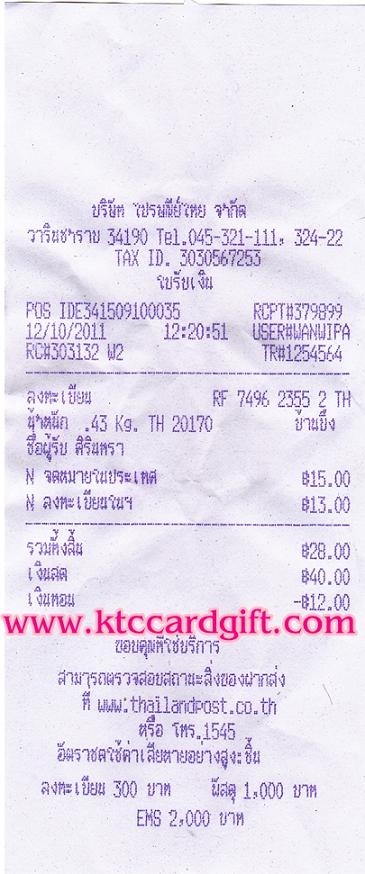 บริษัท ไปรษณีย์ไทย จำกัด
วารินชำราบ 34190 Tel.045-321-111, 324-22
TAX ID. 3030567253
ใบรับเงิน
POS IDE341509100035 RCPT#379899
12/10/2011 12:20:51 USER#WANWIPA
RC#303132 W2 TR#1254564
ลงทะเบียน RF 7496 2355 2 TH
น้ำหนัก .43 Kg. TH 20170 บ้านบึง
ชื่อผู้รับ ศิรินทรา
N จดหมายในประเทศ ฿15.00
N ลงทะเบียนในฯ ฿13.00
รวมทั้งสิ้น ฿28.00
เงินสด ฿40.00
เงินทอน -฿12.00
www.ktccardgift.com
ขอบคุณที่ใช้บริการ
สามารถตรวจสอบสถานะสิ่งของฝากส่ง
ที่ www.thailandpost.co.th
หรือ โทร.1545
อัตราชดใช้ค่าเสียหายอย่างสูง:ชิ้น
ลงทะเบียน 300 บาท พัสดุ 1,000 บาท
EMS 2,000 บาท